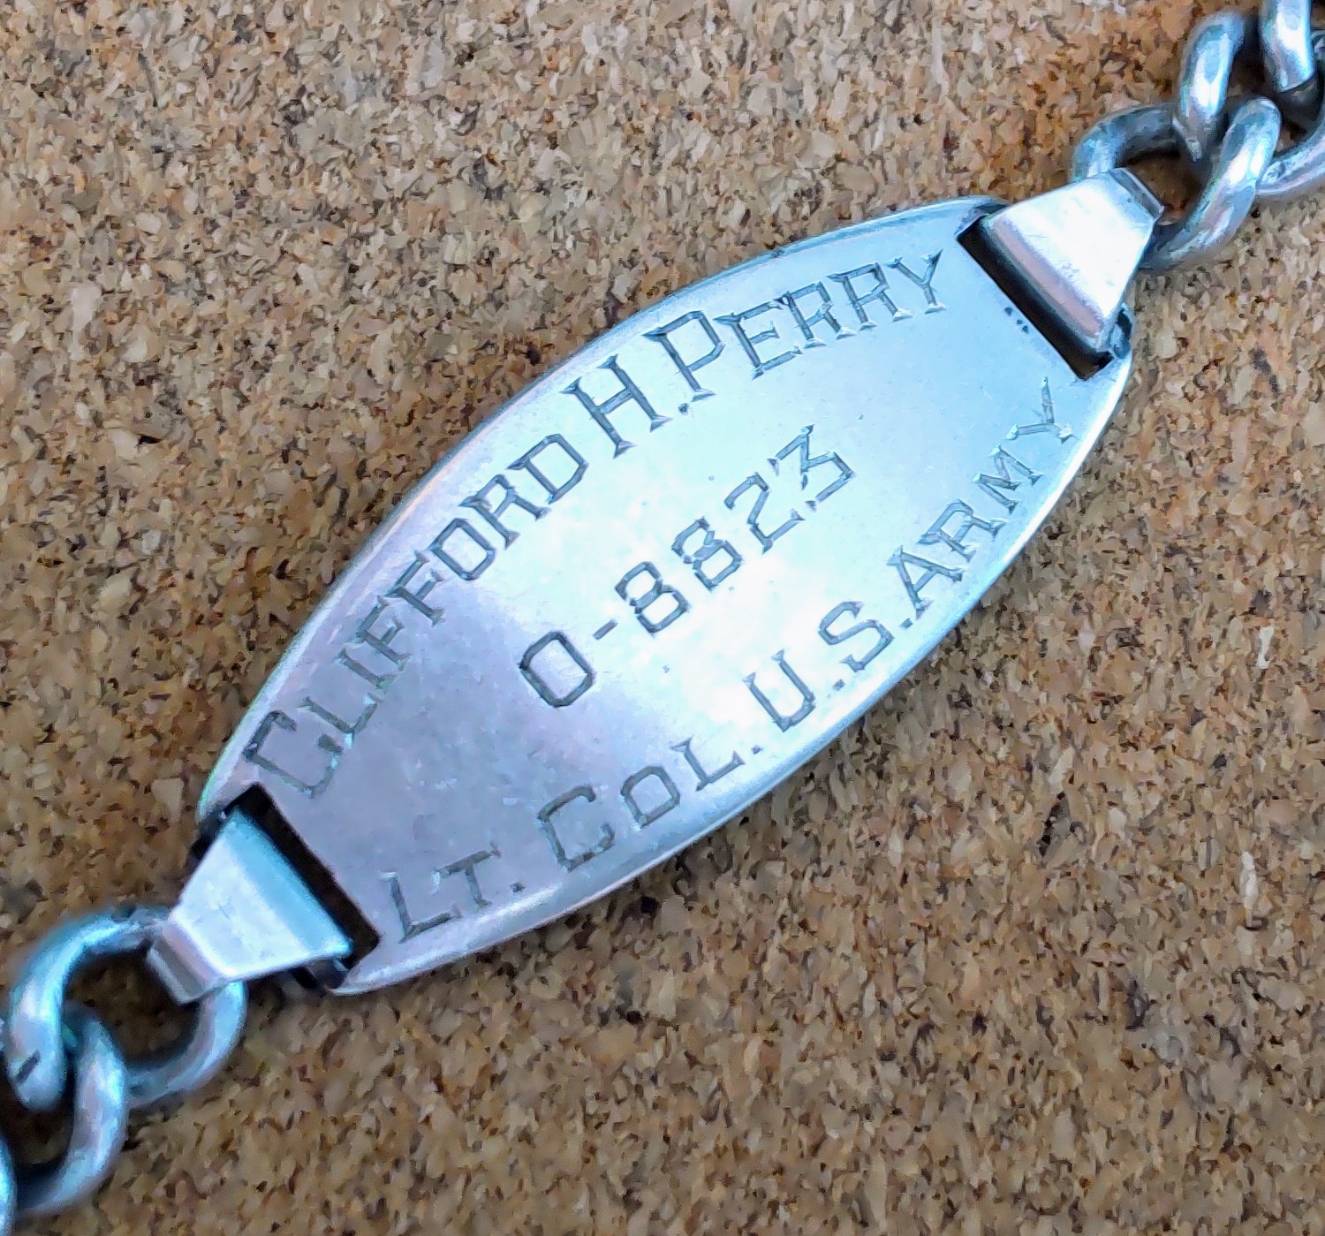 CLIFFORD H. PERRY
O-8823
LT. COL. U.S. ARMY